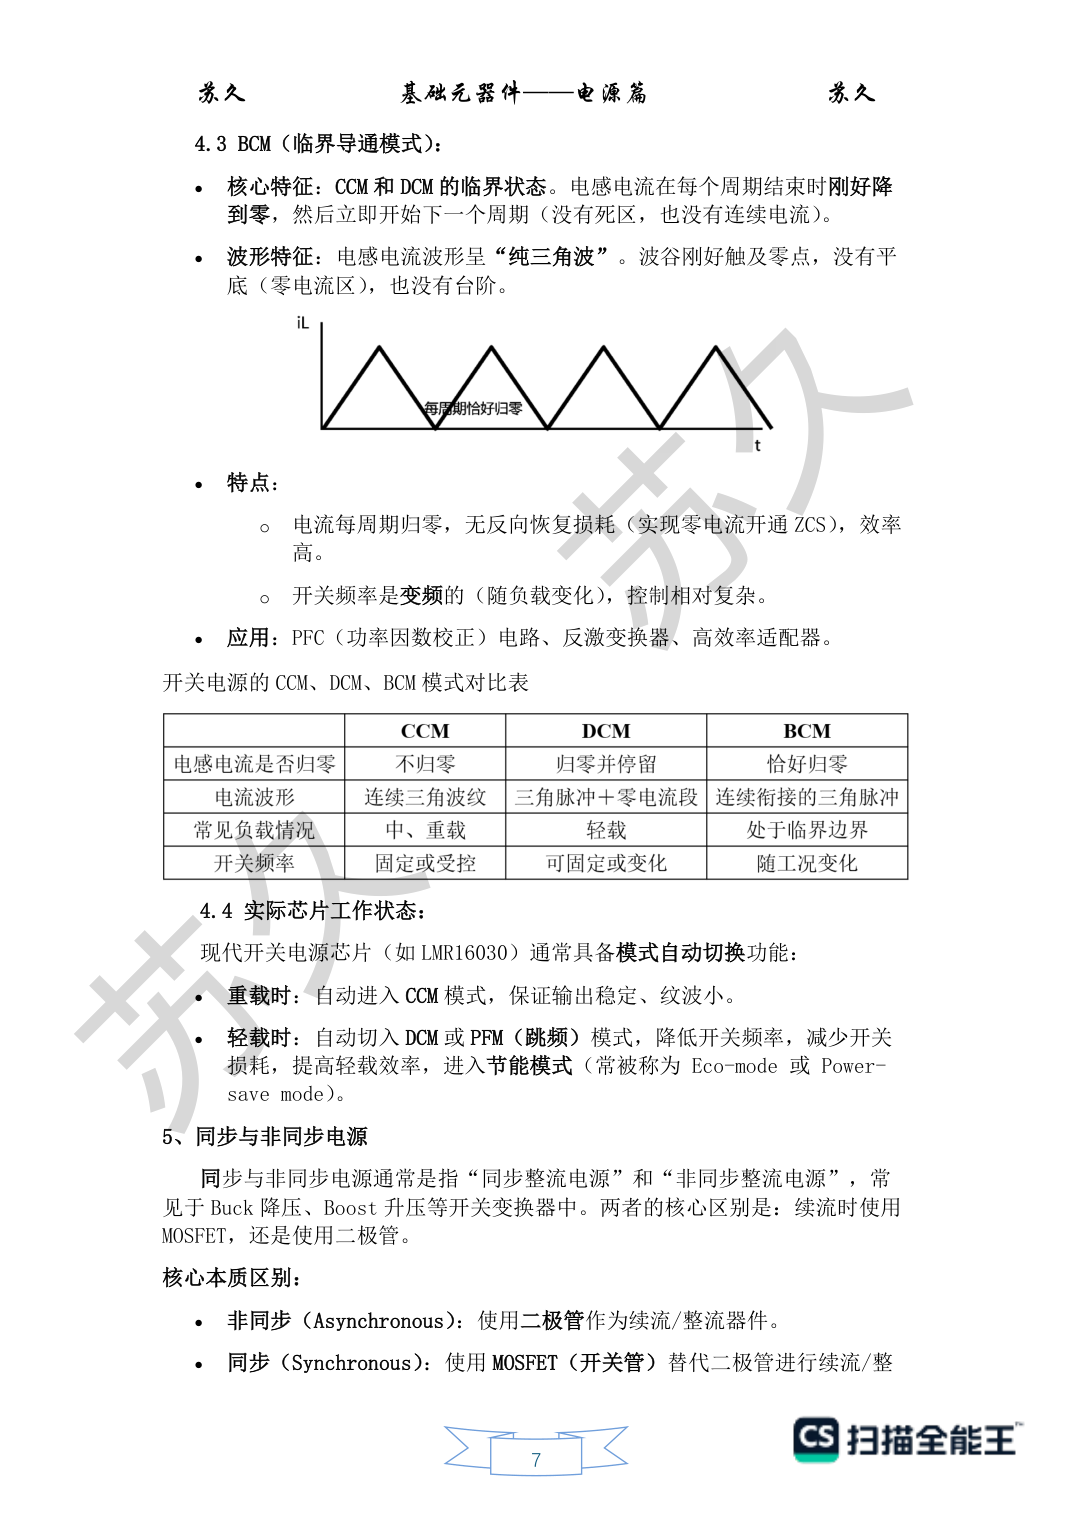 苏久 基础元器件——电源篇 苏久
4.3 BCM（临界导通模式）：
• 核心特征：CCM 和 DCM 的临界状态。电感电流在每个周期结束时刚好降
到零，然后立即开始下一个周期（没有死区，也没有连续电流）。
• 波形特征：电感电流波形呈“纯三角波”。波谷刚好触及零点，没有平
底（零电流区），也没有台阶。
iL
每周期恰好归零
t
• 特点：
o 电流每周期归零，无反向恢复损耗（实现零电流开通 ZCS），效率
高。
o 开关频率是变频的（随负载变化），控制相对复杂。
• 应用：PFC（功率因数校正）电路、反激变换器、高效率适配器。
开关电源的 CCM、DCM、BCM 模式对比表
CCM DCM BCM
电感电流是否归零 不归零 归零并停留 恰好归零
电流波形 连续三角波纹 三角脉冲＋零电流段 连续衔接的三角脉冲
常见负载情况 中、重载 轻载 处于临界边界
开关频率 固定或受控 可固定或变化 随工况变化
4.4 实际芯片工作状态：
现代开关电源芯片（如 LMR16030）通常具备模式自动切换功能：
• 重载时：自动进入 CCM 模式，保证输出稳定、纹波小。
• 轻载时：自动切入 DCM 或 PFM（跳频）模式，降低开关频率，减少开关
损耗，提高轻载效率，进入节能模式（常被称为 Eco-mode 或 Power-
save mode）。
5、同步与非同步电源
同步与非同步电源通常是指“同步整流电源”和“非同步整流电源”，常
见于 Buck 降压、Boost 升压等开关变换器中。两者的核心区别是：续流时使用
MOSFET，还是使用二极管。
核心本质区别：
• 非同步（Asynchronous）：使用二极管作为续流/整流器件。
• 同步（Synchronous）：使用 MOSFET（开关管）替代二极管进行续流/整
7
CS 扫描全能王™
苏久
苏久